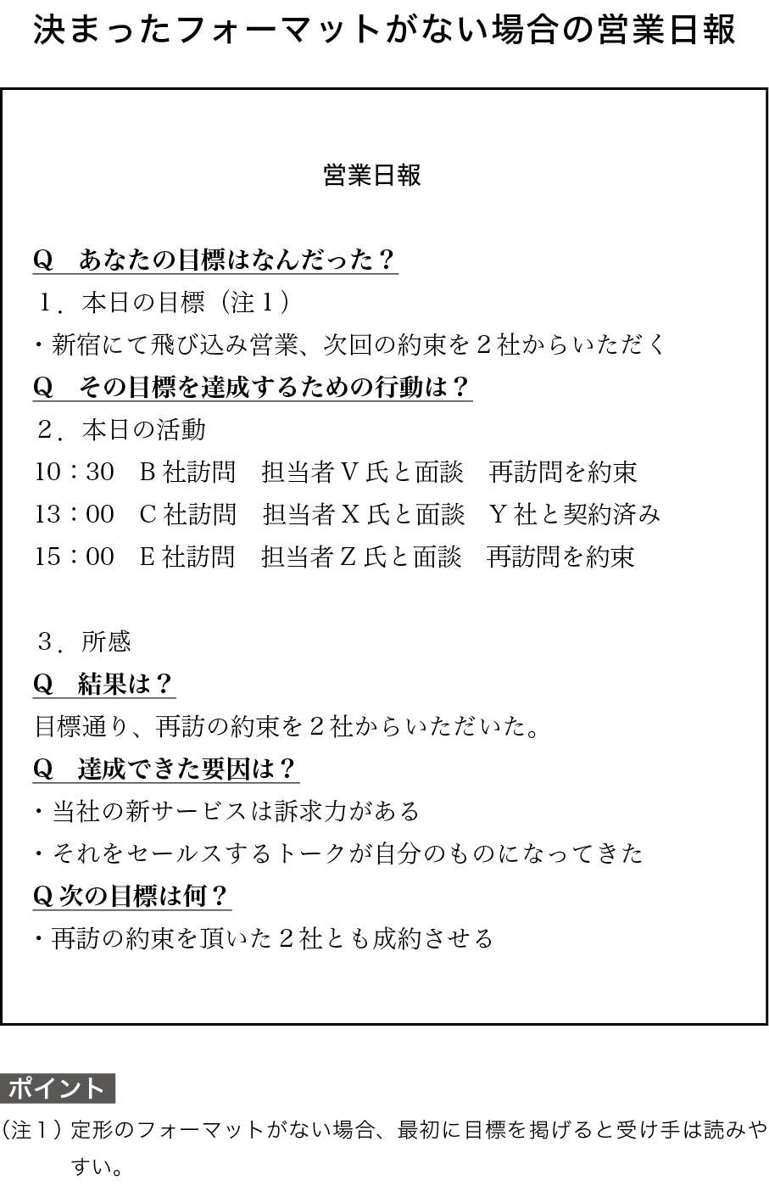 決まったフォーマットがない場合の営業日報
営業日報
Q　あなたの目標はなんだった？
１．本日の目標（注１）
・新宿にて飛び込み営業、次回の約束を２社からいただく
Q　その目標を達成するための行動は？
２．本日の活動
10：30　B 社訪問　担当者 V 氏と面談　再訪問を約束
13：00　C 社訪問　担当者 X 氏と面談　Y 社と契約済み
15：00　E 社訪問　担当者 Z 氏と面談　再訪問を約束
３．所感
Q　結果は？
目標通り、再訪の約束を２社からいただいた。
Q　達成できた要因は？
・当社の新サービスは訴求力がある
・それをセールスするトークが自分のものになってきた
Q 次の目標は何？
・再訪の約束を頂いた２社とも成約させる
ポイント
（注１）定形のフォーマットがない場合、最初に目標を掲げると受け手は読みや
すい。